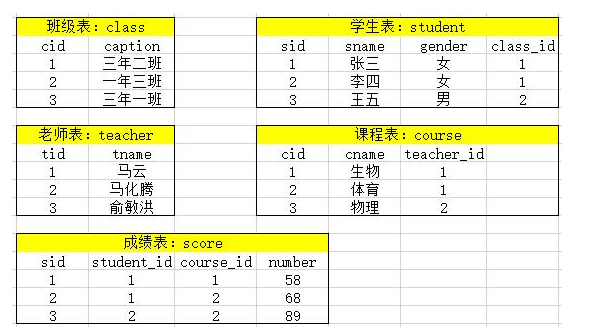 班级表：class
cid caption
1 三年二班
2 一年三班
3 三年一班
学生表：student
sid sname gender class_id
1 张三 女 1
2 李四 女 1
3 王五 男 2
老师表：teacher
tid tname
1 马云
2 马化腾
3 俞敏洪
课程表：course
cid cname teacher_id
1 生物 1
2 体育 1
3 物理 2
成绩表：score
sid student_id course_id number
1 1 1 58
2 1 2 68
3 2 2 89